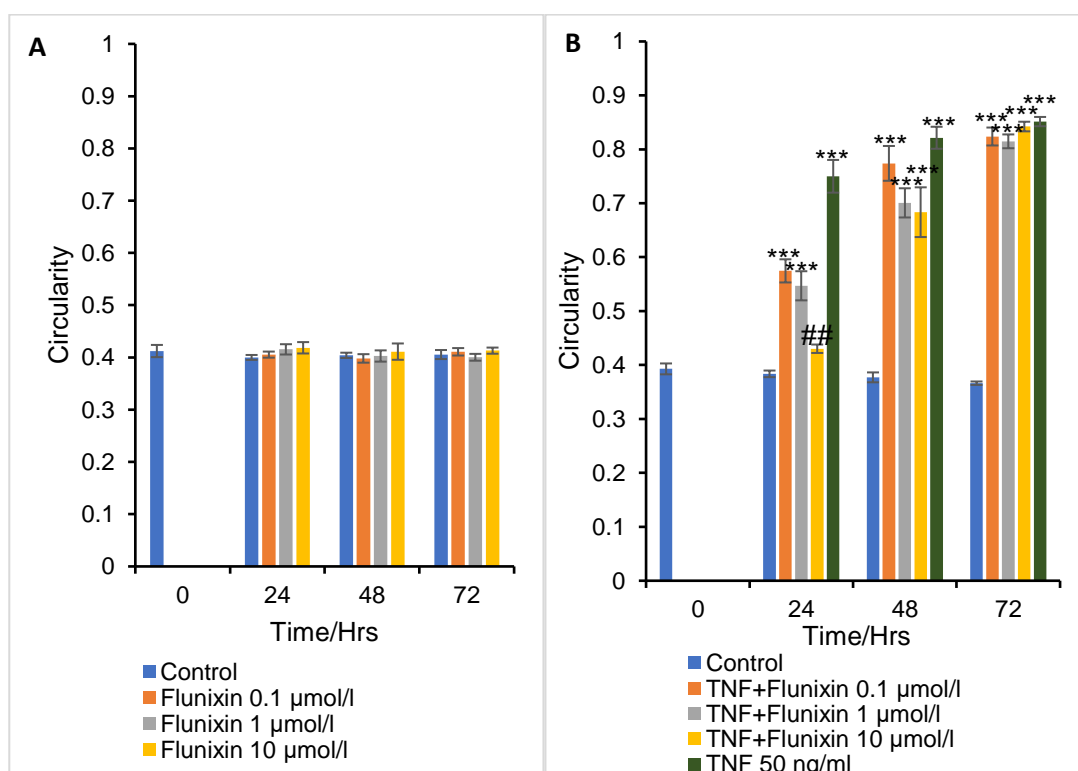 A
1
0.9
0.8
0.7
0.6
0.5
0.4
0.3
0.2
0.1
0
Circularity
0 24 48 72
Time/Hrs
Control
Flunixin 0.1 µmol/l
Flunixin 1 µmol/l
Flunixin 10 µmol/l
B
1
0.9
0.8
0.7
0.6
0.5
0.4
0.3
0.2
0.1
0
Circularity
*** *** ## ***
*** *** *** ***
*** *** *** ***
0 24 48 72
Time/Hrs
Control
TNF+Flunixin 0.1 µmol/l
TNF+Flunixin 1 µmol/l
TNF+Flunixin 10 µmol/l
TNF 50 ng/ml